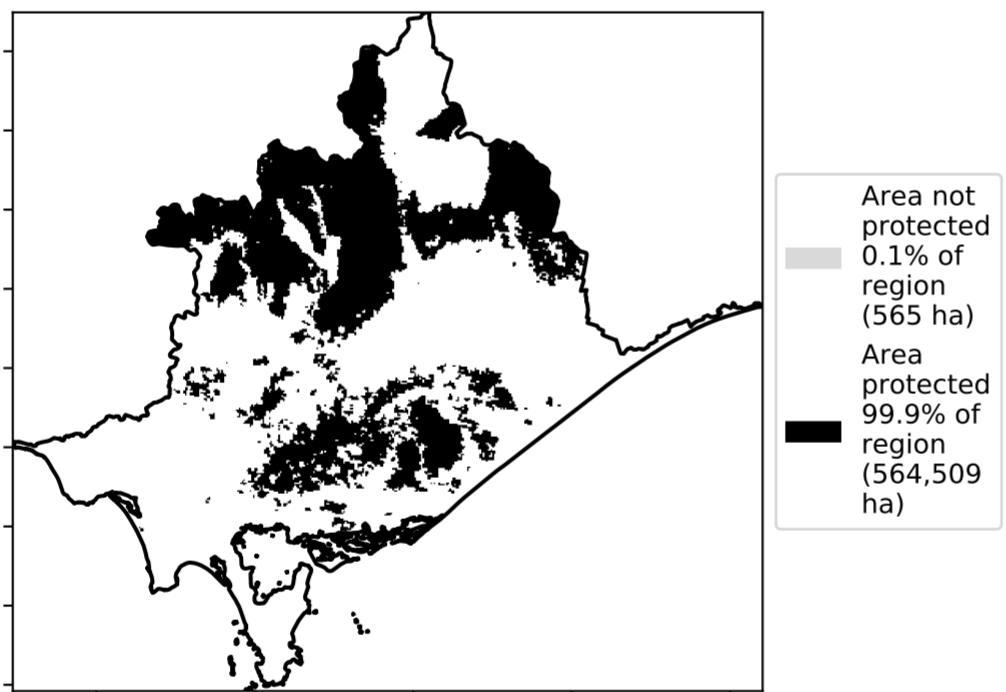 Area not
protected
0.1% of
region
(565 ha)
Area
protected
99.9% of
region
(564,509
ha)